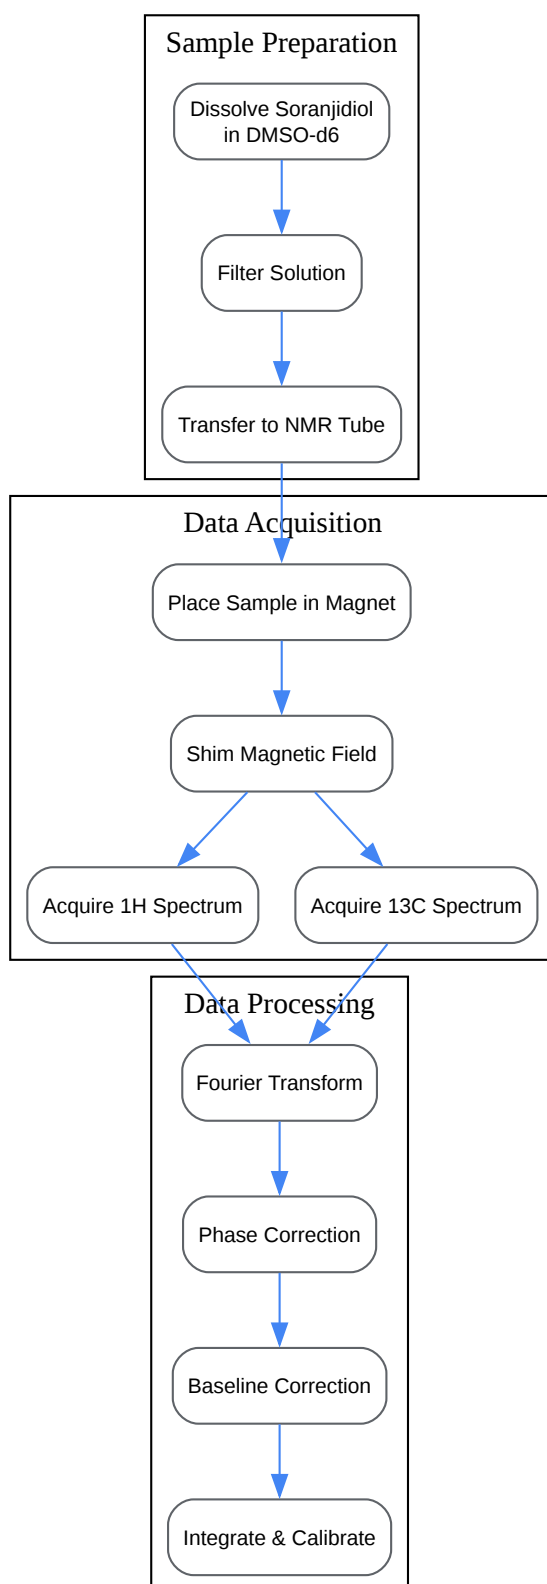 Sample Preparation
Dissolve Soranjidiol
in DMSO-d6
Filter Solution
Transfer to NMR Tube
Data Acquisition
Place Sample in Magnet
Shim Magnetic Field
Acquire 1H Spectrum
Acquire 13C Spectrum
Data Processing
Fourier Transform
Phase Correction
Baseline Correction
Integrate & Calibrate